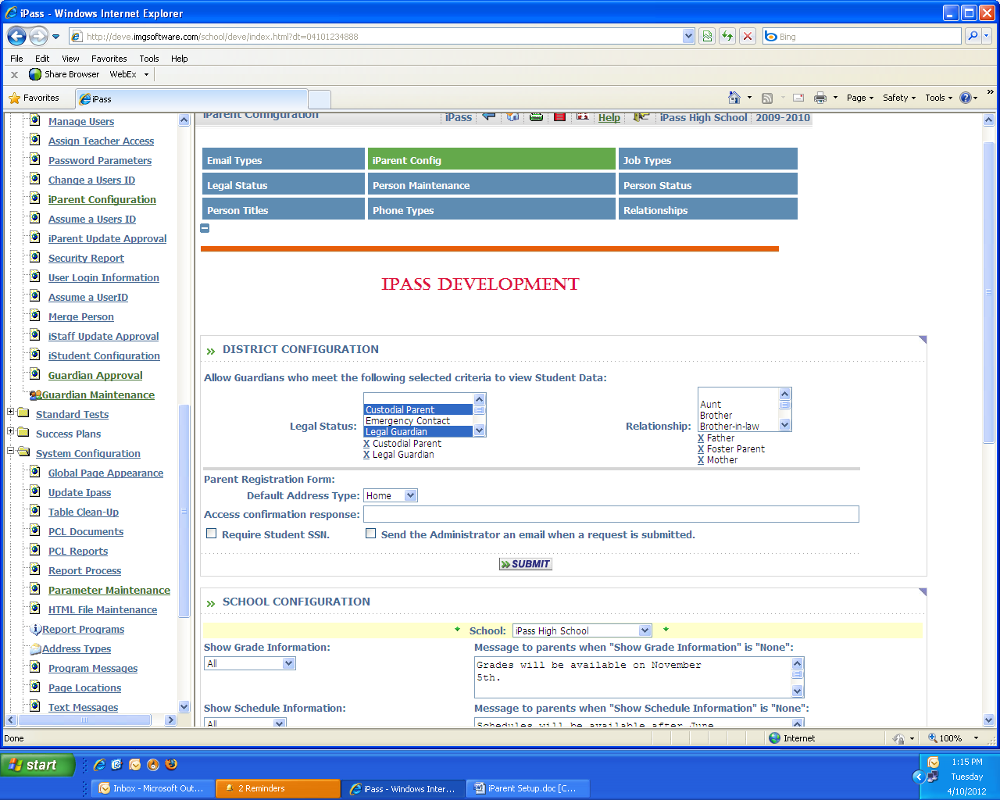 iPass - Windows Internet Explorer
http://deve.imgsoftware.com/school/deve/index.html?dt=04101234888
Bing
File Edit View Favorites Tools Help
x Share Browser WebEx
Favorites iPass Page Safety Tools
iParent Configuration iPass Help iPass High School 2009-2010
Manage Users
Assign Teacher Access
Password Parameters
Change a Users ID
iParent Configuration
Assume a Users ID
iParent Update Approval
Security Report
User Login Information
Assume a UserID
Merge Person
iStaff Update Approval
iStudent Configuration
Guardian Approval
Guardian Maintenance
Standard Tests
Success Plans
System Configuration
Global Page Appearance
Update Ipass
Table Clean-Up
PCL Documents
PCL Reports
Report Process
Parameter Maintenance
HTML File Maintenance
Report Programs
Address Types
Program Messages
Page Locations
Text Messages
Email Types iParent Config Job Types
Legal Status Person Maintenance Person Status
Person Titles Phone Types Relationships
IPASS DEVELOPMENT
DISTRICT CONFIGURATION
Allow Guardians who meet the following selected criteria to view Student Data:
Legal Status:
Custodial Parent
Emergency Contact
Legal Guardian
X Custodial Parent
X Legal Guardian
Relationship:
Aunt
Brother
Brother-in-law
X Father
X Foster Parent
X Mother
Parent Registration Form:
Default Address Type: Home
Access confirmation response:
Require Student SSN. Send the Administrator an email when a request is submitted.
SUBMIT
SCHOOL CONFIGURATION
* School: iPass High School *
Show Grade Information: Message to parents when "Show Grade Information" is "None":
All
Grades will be available on November
5th.
Show Schedule Information: Message to parents when "Show Schedule Information" is "None":
All
Schedules will be available after June
Done Internet 100%
start
1:15 PM
Tuesday
4/10/2012
Inbox - Microsoft Out... 2 Reminders iPass - Windows Inter... iParent Setup.doc [C...